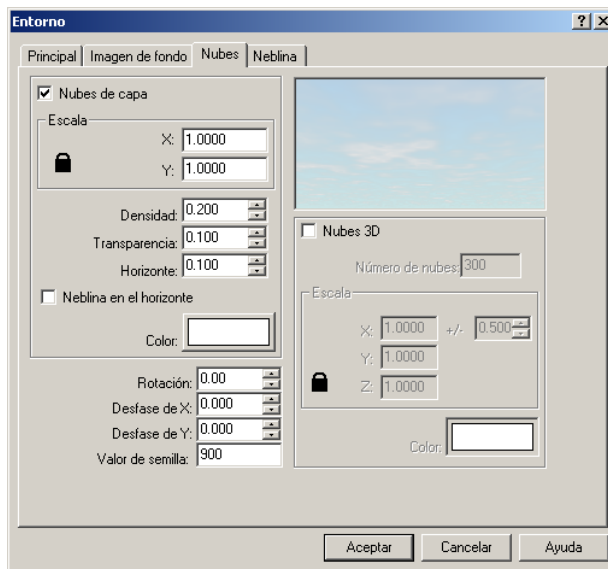 Entorno
Principal Imagen de fondo Nubes Neblina
Nubes de capa
Escala
X: 1.0000
Y: 1.0000
Densidad: 0.200
Transparencia: 0.100
Horizonte: 0.100
Neblina en el horizonte
Color:
Rotación: 0.00
Desfase de X: 0.000
Desfase de Y: 0.000
Valor de semilla: 900
Nubes 3D
Número de nubes: 300
Escala
X: 1.0000 +/- 0.500
Y: 1.0000
Z: 1.0000
Color:
Aceptar Cancelar Ayuda